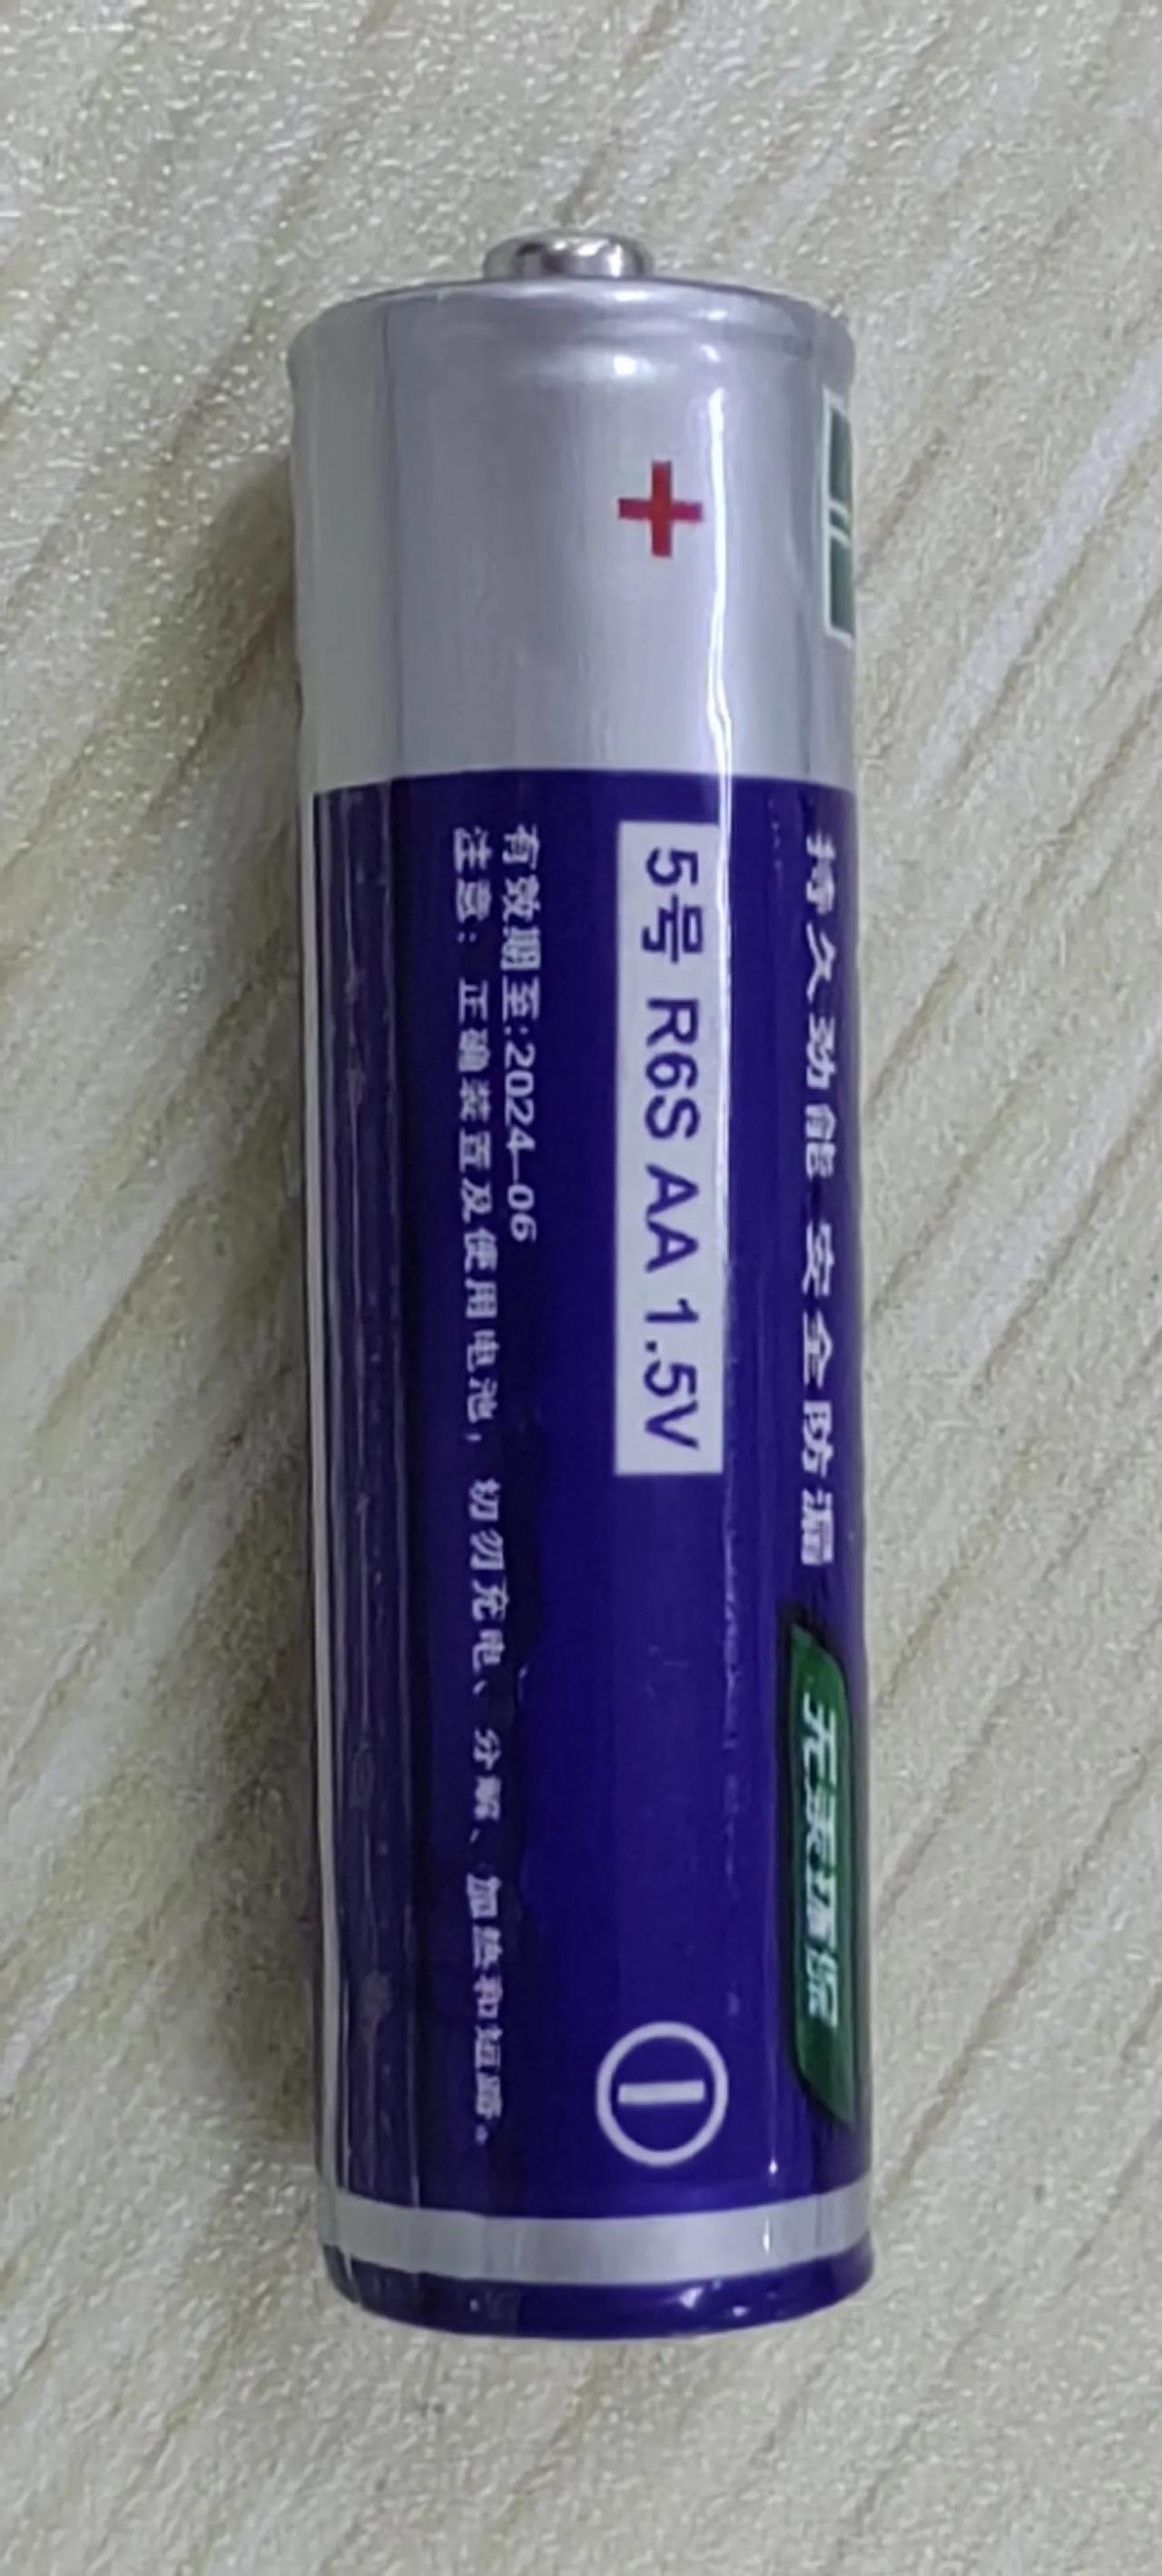 持久劲能 安全防漏
无汞环保
5号 R6S AA 1.5V
有效期至:2024-06
注意：正确装置及使用电池，切勿充电、分解、加热和短路。
+